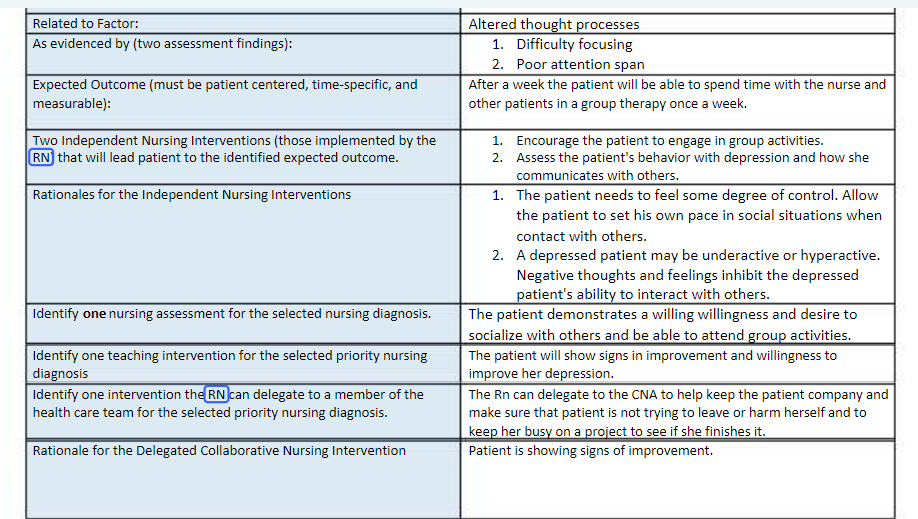 Related to Factor:
Altered thought processes
As evidenced by (two assessment findings):
1. Difficulty focusing
2. Poor attention span
Expected Outcome (must be patient centered, time-specific, and
measurable):
After a week the patient will be able to spend time with the nurse and
other patients in a group therapy once a week.
Two Independent Nursing Interventions (those implemented by the
RN) that will lead patient to the identified expected outcome.
1. Encourage the patient to engage in group activities.
2. Assess the patient's behavior with depression and how she
communicates with others.
Rationales for the Independent Nursing Interventions
1. The patient needs to feel some degree of control. Allow
the patient to set his own pace in social situations when
contact with others.
2. A depressed patient may be underactive or hyperactive.
Negative thoughts and feelings inhibit the depressed
patient's ability to interact with others.
Identify one nursing assessment for the selected nursing diagnosis.
The patient demonstrates a willing willingness and desire to
socialize with others and be able to attend group activities.
Identify one teaching intervention for the selected priority nursing
diagnosis
The patient will show signs in improvement and willingness to
improve her depression.
Identify one intervention the RN can delegate to a member of the
health care team for the selected priority nursing diagnosis.
The Rn can delegate to the CNA to help keep the patient company and
make sure that patient is not trying to leave or harm herself and to
keep her busy on a project to see if she finishes it.
Rationale for the Delegated Collaborative Nursing Intervention
Patient is showing signs of improvement.